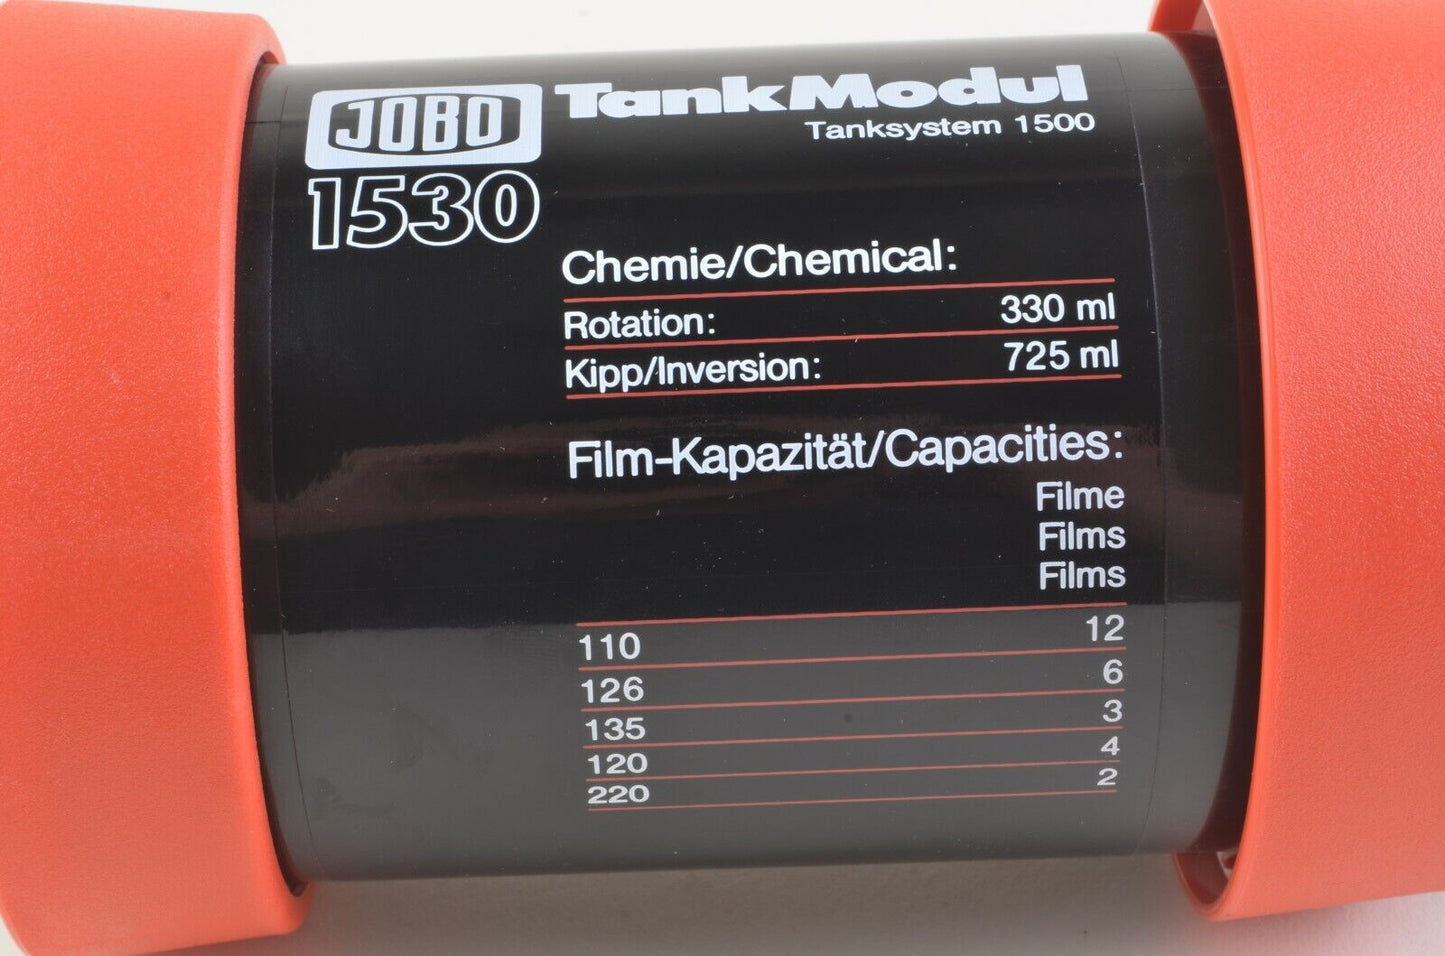 JOBO TankModul
Tanksystem 1500
1530
Chemie/Chemical:
Rotation: 330 ml
Kipp/Inversion: 725 ml
Film-Kapazität/Capacities:
Filme
Films
Films
110 12
126 6
135 3
120 4
220 2